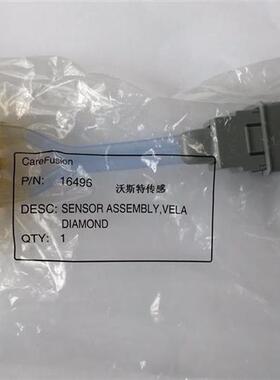 CareFusion
P/N: 16496
沃斯特传感
DESC: SENSOR ASSEMBLY,VELA
DIAMOND
QTY: 1